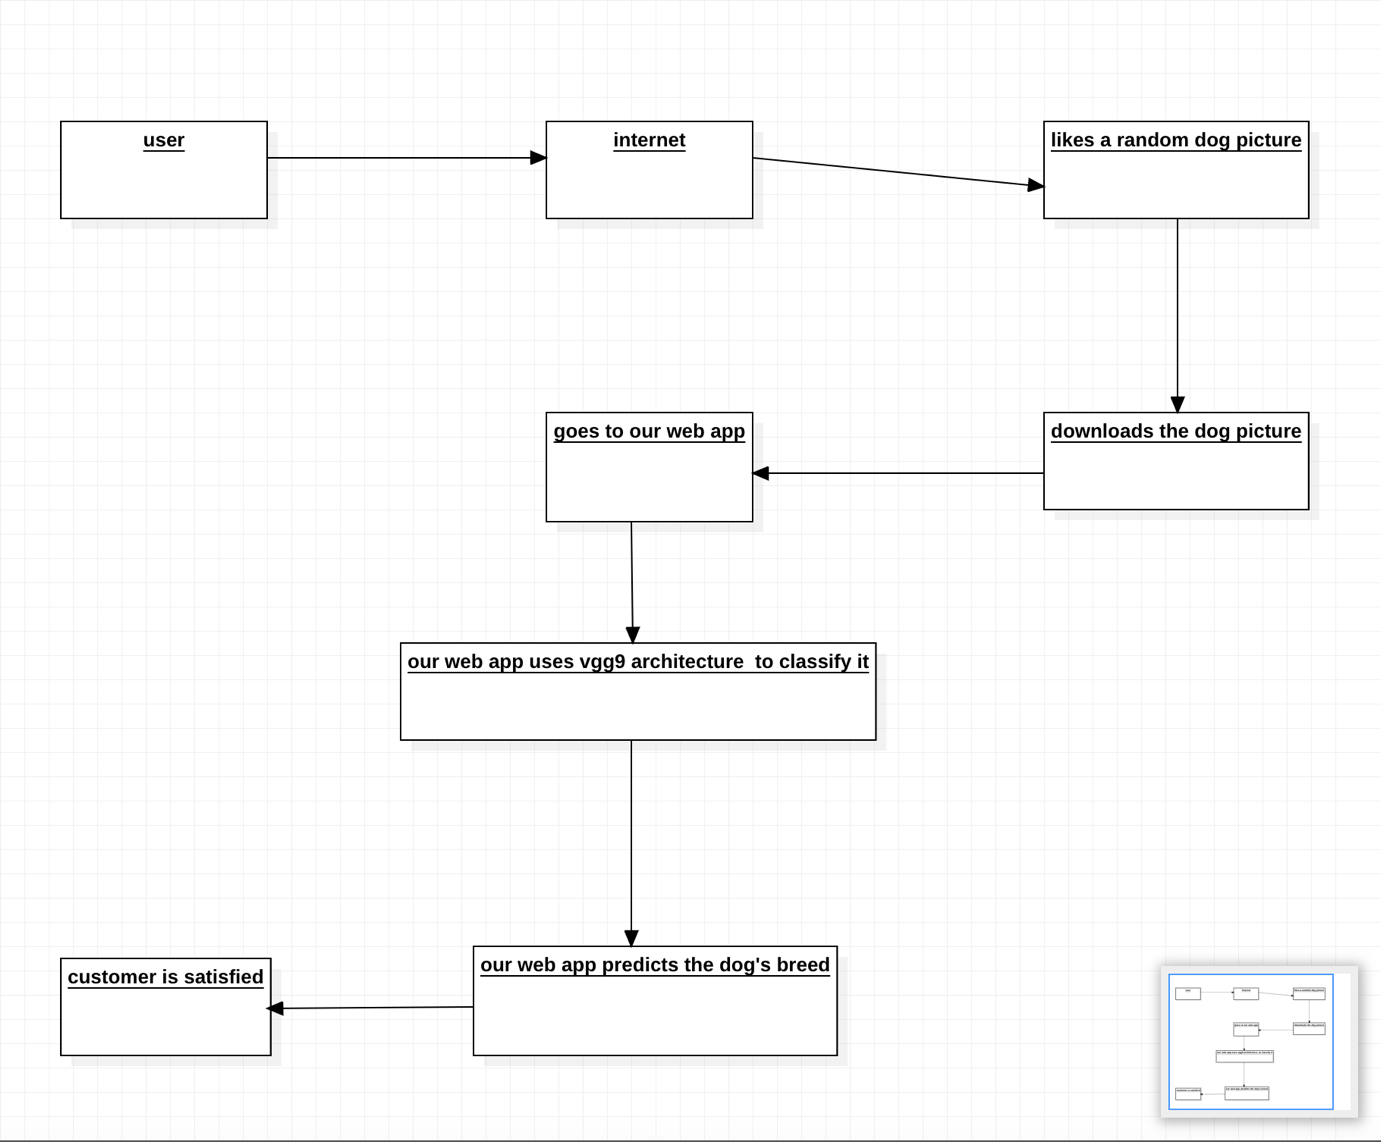 user
internet
likes a random dog picture
goes to our web app
downloads the dog picture
our web app uses vgg9 architecture  to classify it
our web app predicts the dog's breed
customer is satisfied